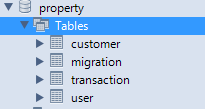 property
Tables
customer
migration
transaction
user